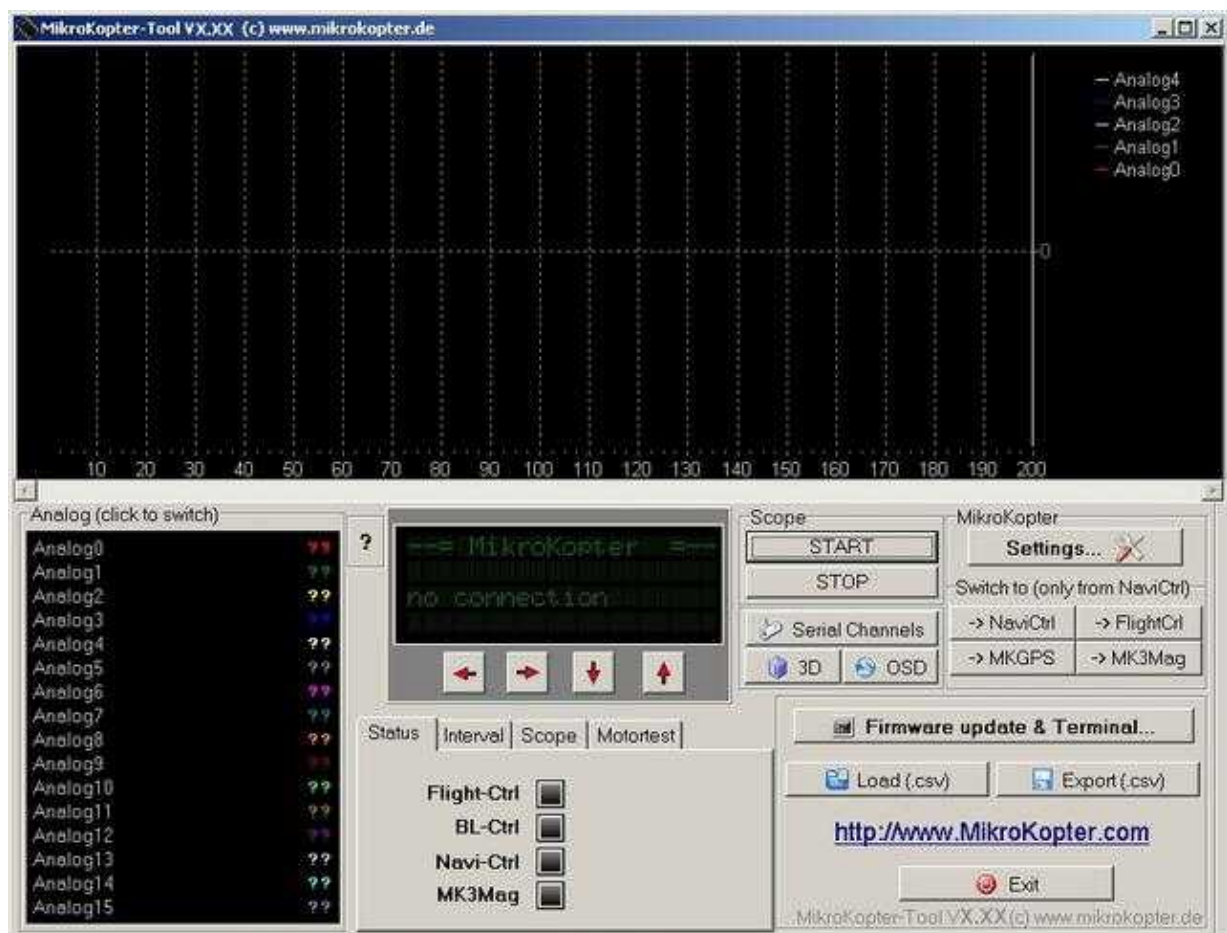 MikroKopter-Tool VX.XX (c) www.mikrokopter.de
Analog4
Analog3
Analog2
Analog1
Analog0
0
10 20 30 40 50 60 70 80 90 100 110 120 130 140 150 160 170 180 190 200
Analog (click to switch)
Analog0 ??
Analog1 ??
Analog2 ??
Analog3 ??
Analog4 ??
Analog5 ??
Analog6 ??
Analog7 ??
Analog8 ??
Analog9 ??
Analog10 ??
Analog11 ??
Analog12 ??
Analog13 ??
Analog14 ??
Analog15 ??
?
--= MikroKopter =--
no connection
Status Interval Scope Motortest
Flight-Ctrl
BL-Ctrl
Navi-Ctrl
MK3Mag
Scope
START
STOP
Serial Channels
3D OSD
MikroKopter
Settings...
Switch to (only from NaviCtrl)
-> NaviCtrl -> FlightCrl
-> MKGPS -> MK3Mag
Firmware update & Terminal...
Load (.csv) Export (.csv)
http://www.MikroKopter.com
Exit
MikroKopter-Tool VX.XX (c) www.mikrokopter.de